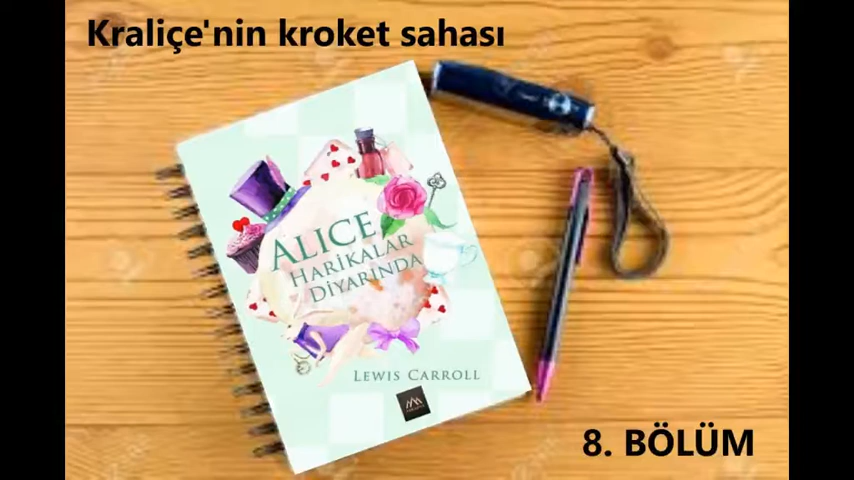 Kraliçe'nin kroket sahası
ALICE
HARİKALAR
DİYARINDA
LEWIS CARROLL
8. BÖLÜM